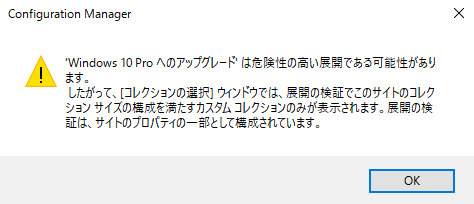 Configuration Manager
'Windows 10 Pro へのアップグレード' は危険性の高い展開である可能性があり
ます。
したがって、[コレクションの選択] ウィンドウでは、展開の検証でこのサイトのコレク
ション サイズの構成を満たすカスタム コレクションのみが表示されます。展開の検
証は、サイトのプロパティの一部として構成されています。
OK